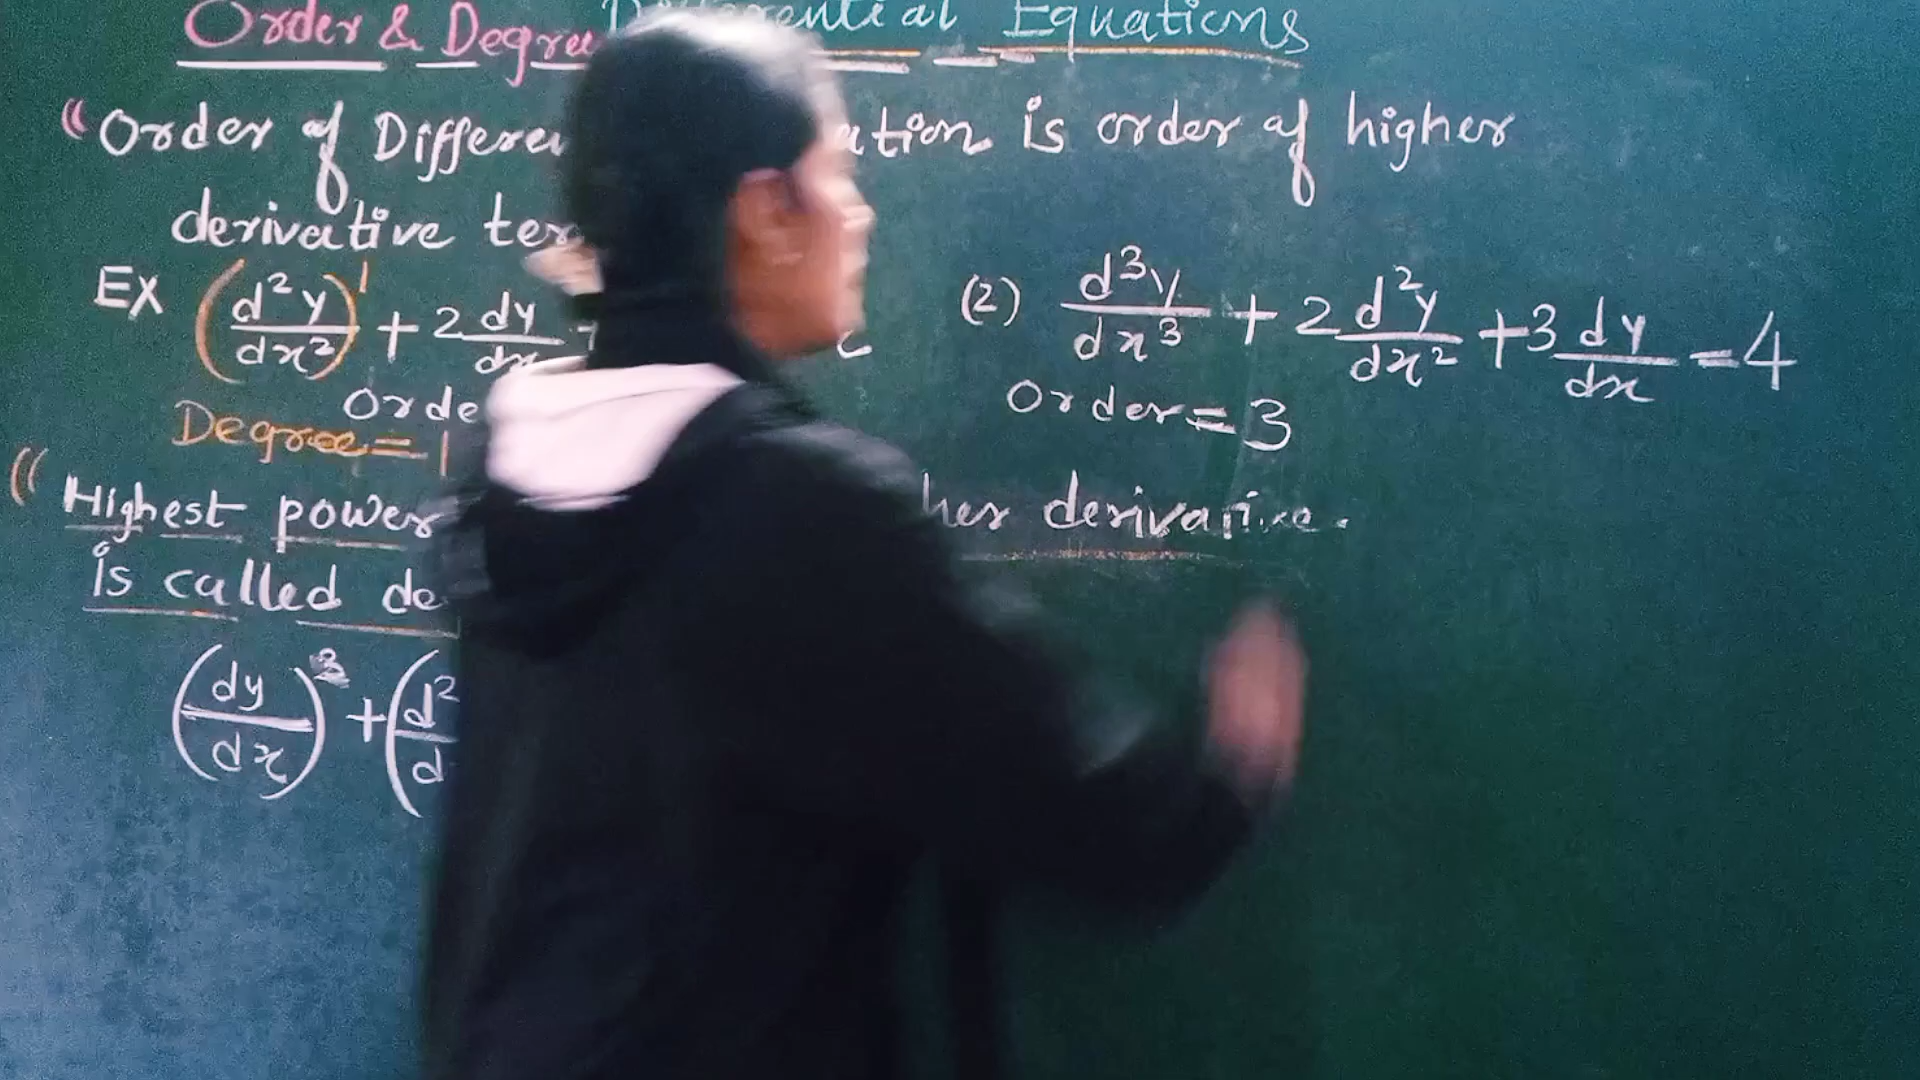 Order & Degree Differential Equations
"Order of Differen ation is order of higher
derivative ter
Ex (d²y/dx²)¹ + 2 dy/dx +
(2) d³y/dx³ + 2 d²y/dx² + 3 dy/dx = 4
Orde
Order = 3
Degree = 1
(( Highest power her derivative.
is called de
(dy/dx)³ + (d²/d